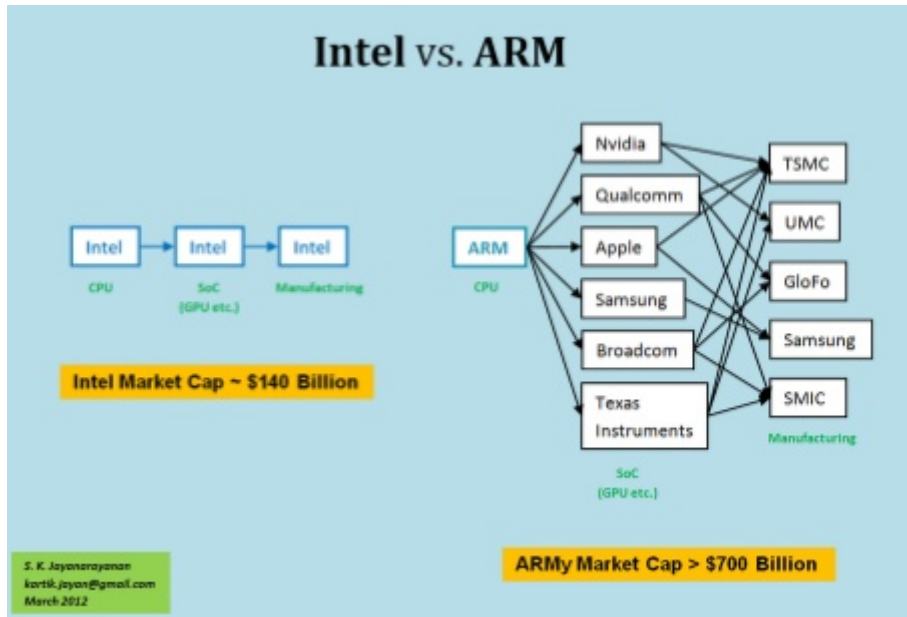 Intel vs. ARM
Intel
Intel
Intel
CPU
SoC
(GPU etc.)
Manufacturing
Intel Market Cap ~ $140 Billion
ARM
CPU
Nvidia
Qualcomm
Apple
Samsung
Broadcom
Texas
Instruments
SoC
(GPU etc.)
TSMC
UMC
GloFo
Samsung
SMIC
Manufacturing
ARMy Market Cap > $700 Billion
S. K. Jayanarayanan
kartik.jayan@gmail.com
March 2012